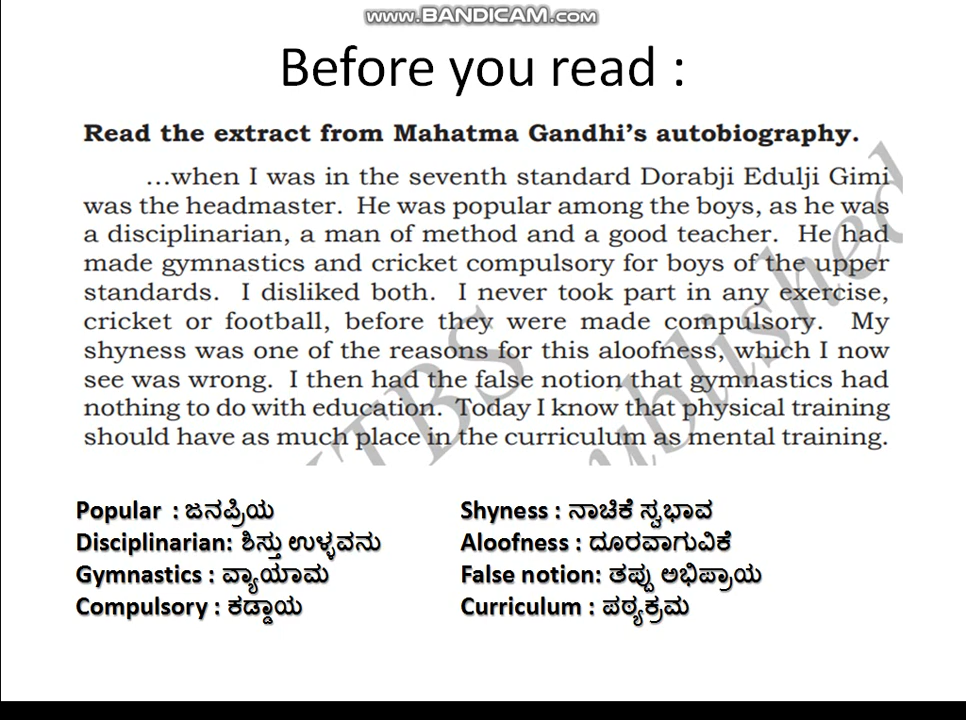 www.BANDICAM.com
Before you read :
Read the extract from Mahatma Gandhi's autobiography.
...when I was in the seventh standard Dorabji Edulji Gimi
was the headmaster. He was popular among the boys, as he was
a disciplinarian, a man of method and a good teacher. He had
made gymnastics and cricket compulsory for boys of the upper
standards. I disliked both. I never took part in any exercise,
cricket or football, before they were made compulsory. My
shyness was one of the reasons for this aloofness, which I now
see was wrong. I then had the false notion that gymnastics had
nothing to do with education. Today I know that physical training
should have as much place in the curriculum as mental training.
Popular : ಜನಪ್ರಿಯ
Disciplinarian: ಶಿಸ್ತು ಉಳ್ಳವನು
Gymnastics : ವ್ಯಾಯಾಮ
Compulsory : ಕಡ್ಡಾಯ
Shyness : ನಾಚಿಕೆ ಸ್ವಭಾವ
Aloofness : ದೂರವಾಗುವಿಕೆ
False notion: ತಪ್ಪು ಅಭಿಪ್ರಾಯ
Curriculum : ಪಠ್ಯಕ್ರಮ